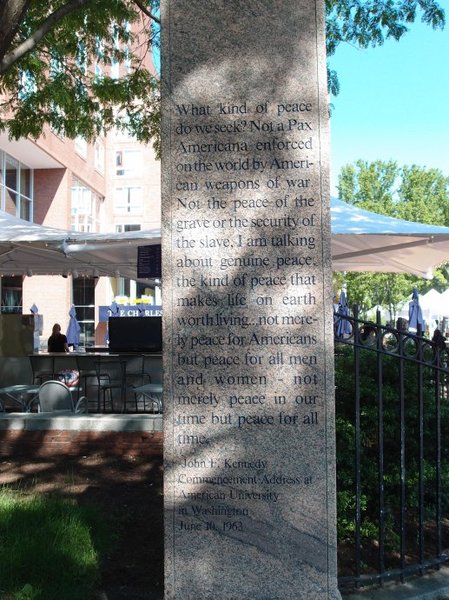 What kind of peace
do we seek? Not a Pax
Americana enforced
on the world by Ameri-
can weapons of war.
Not the peace of the
grave or the security of
the slave. I am talking
about genuine peace,
the kind of peace that
makes life on earth
worth living...not mere-
ly peace for Americans
but peace for all men
and women - not
merely peace in our
time but peace for all
time.
John F. Kennedy
Commencement Address at
American University
in Washington
June 10, 1963
THE CHARLES